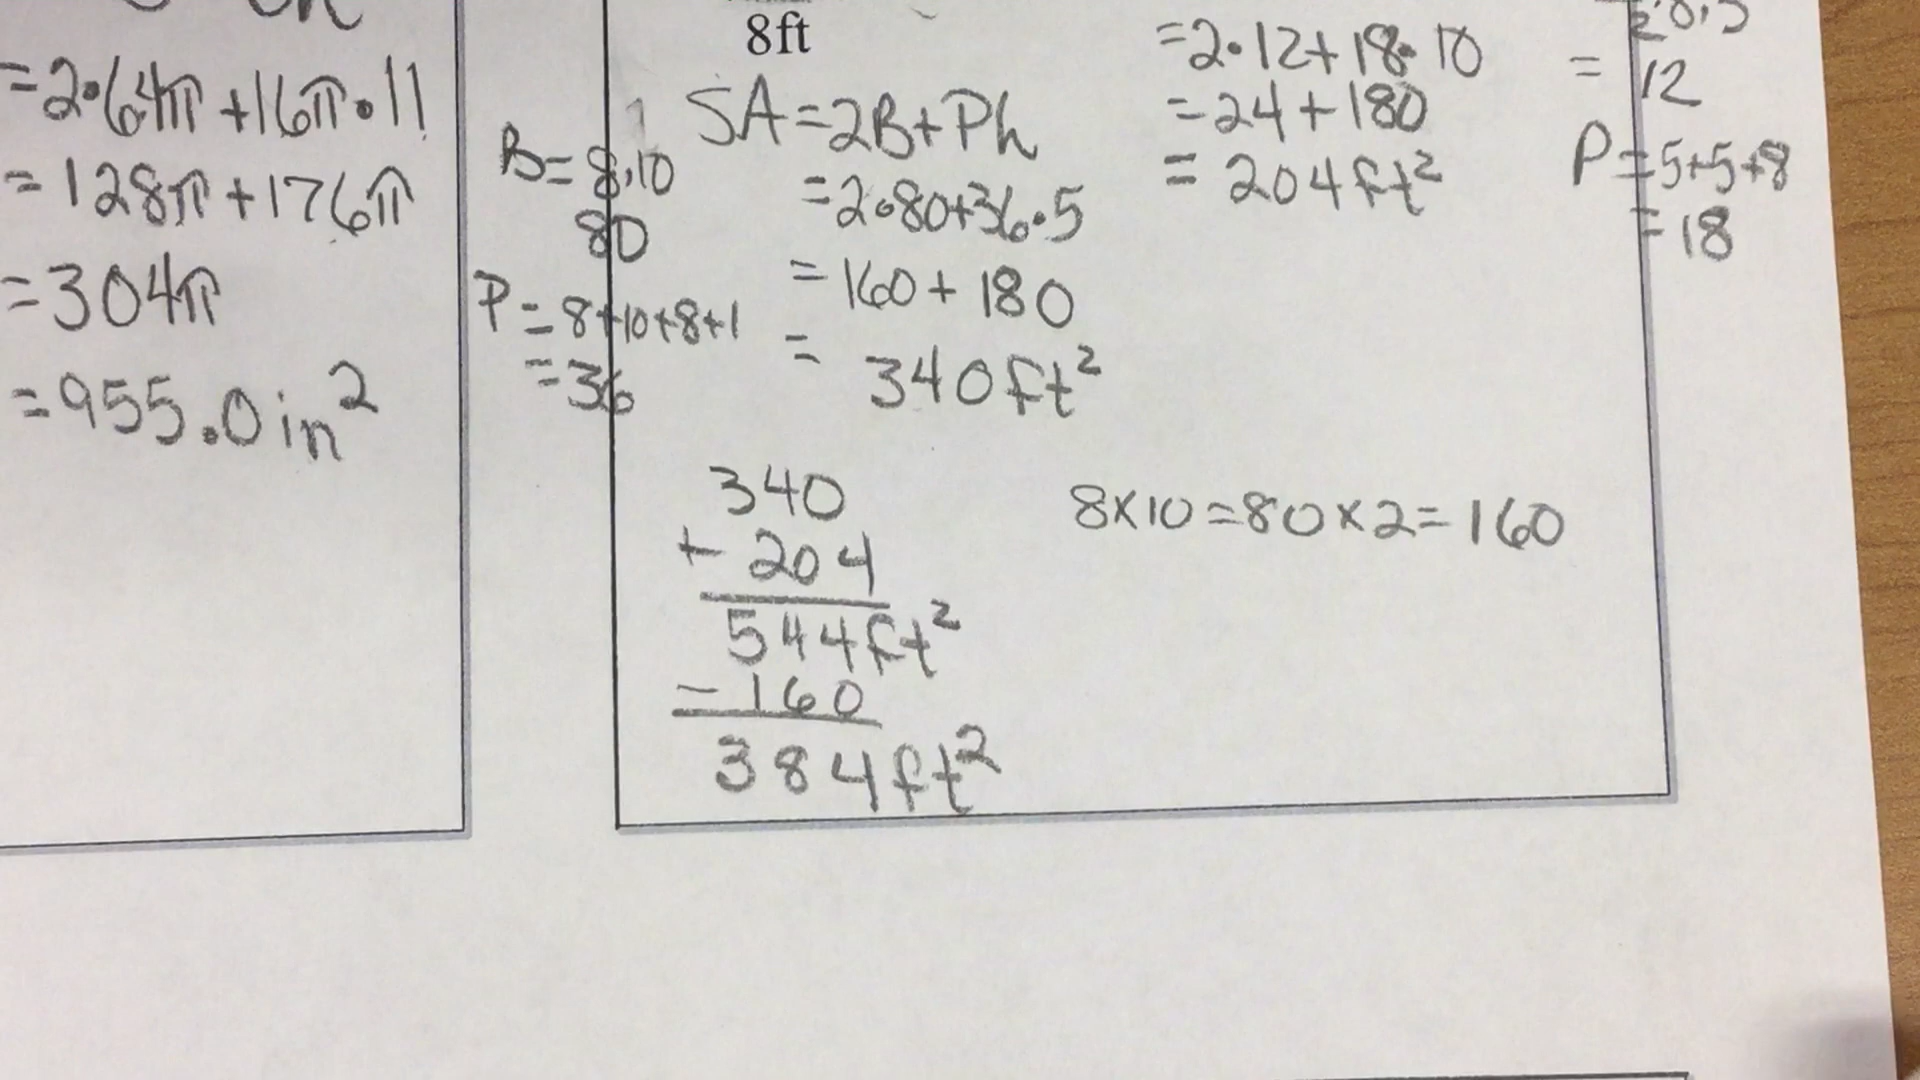 =2•64π+16π•11
=128π+176π
=304π
=955.0in²
B=8.10
80
P=8+10+8+1
=36
8ft
SA=2B+Ph
=2•80+36•5
=160+180
= 340ft²
340
+204
544ft²
-160
384ft²
=2•12+18•10
=24+180
=204ft²
=12
P=5+5+8
=18
8x10=80x2=160